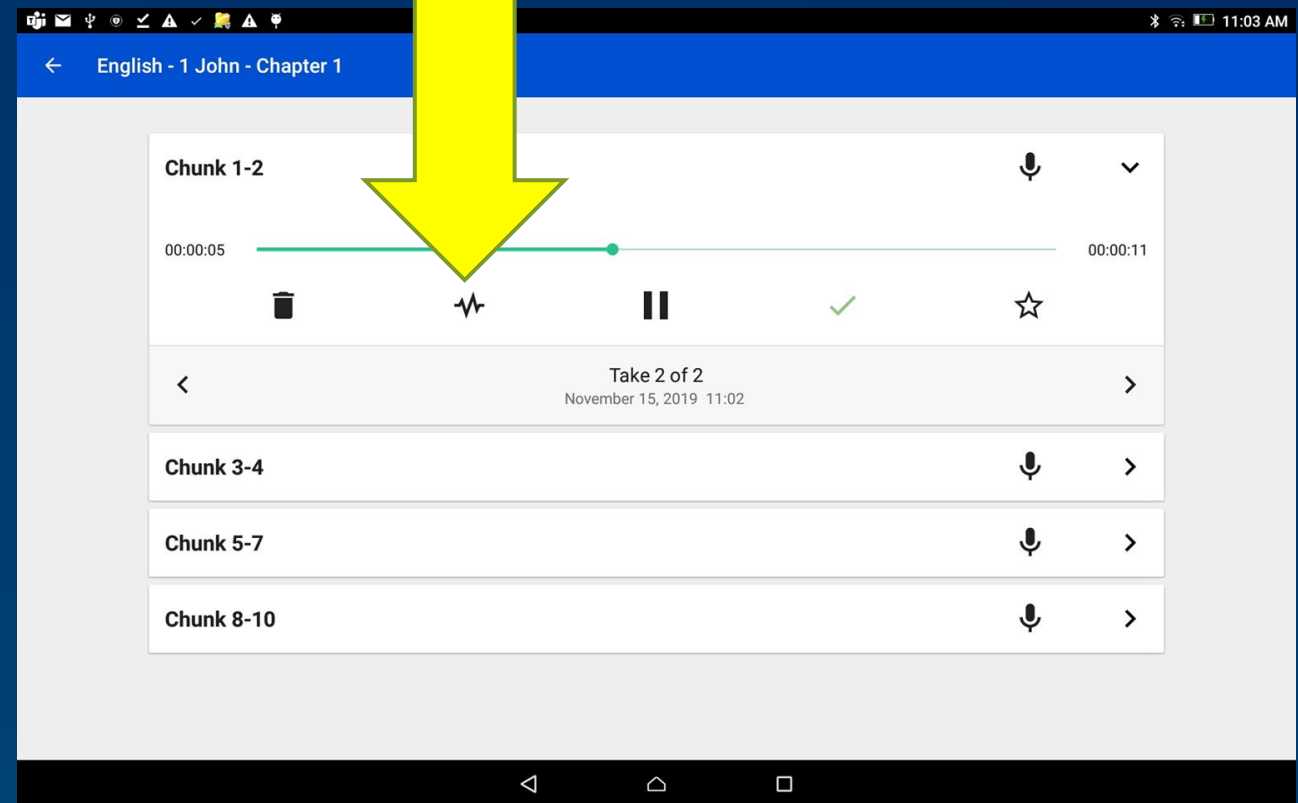 11:03 AM
English - 1 John - Chapter 1
Chunk 1-2
00:00:05 00:00:11
Take 2 of 2
November 15, 2019 11:02
Chunk 3-4
Chunk 5-7
Chunk 8-10